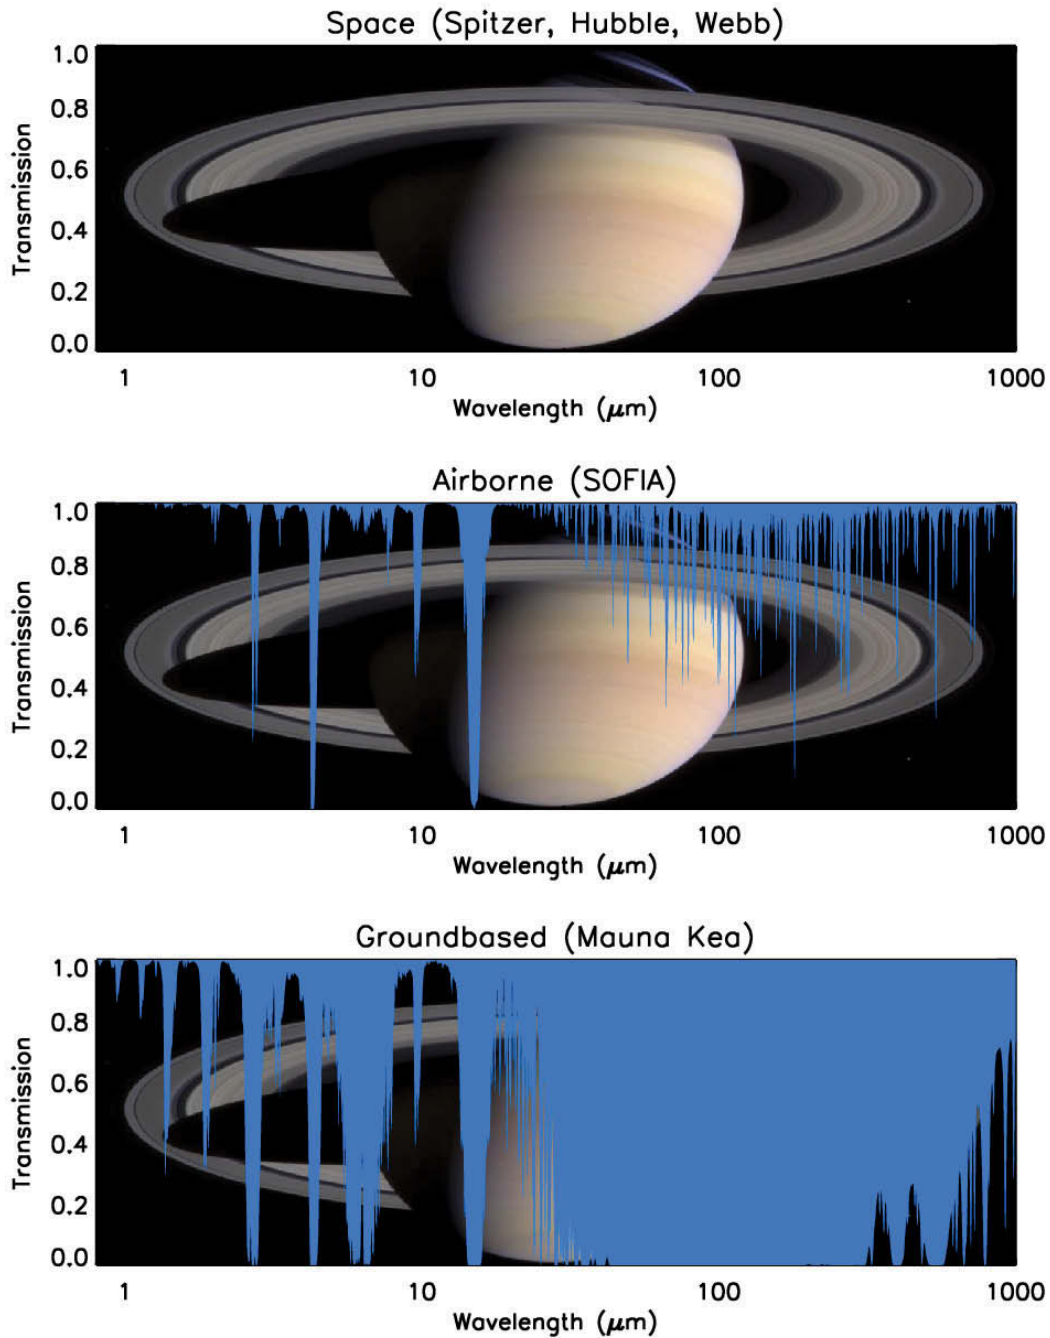 Space (Spitzer, Hubble, Webb)
1.0
0.8
0.6
0.4
0.2
0.0
Transmission
1 10 100 1000
Wavelength (μm)
Airborne (SOFIA)
1.0
0.8
0.6
0.4
0.2
0.0
Transmission
1 10 100 1000
Wavelength (μm)
Groundbased (Mauna Kea)
1.0
0.8
0.6
0.4
0.2
0.0
Transmission
1 10 100 1000
Wavelength (μm)